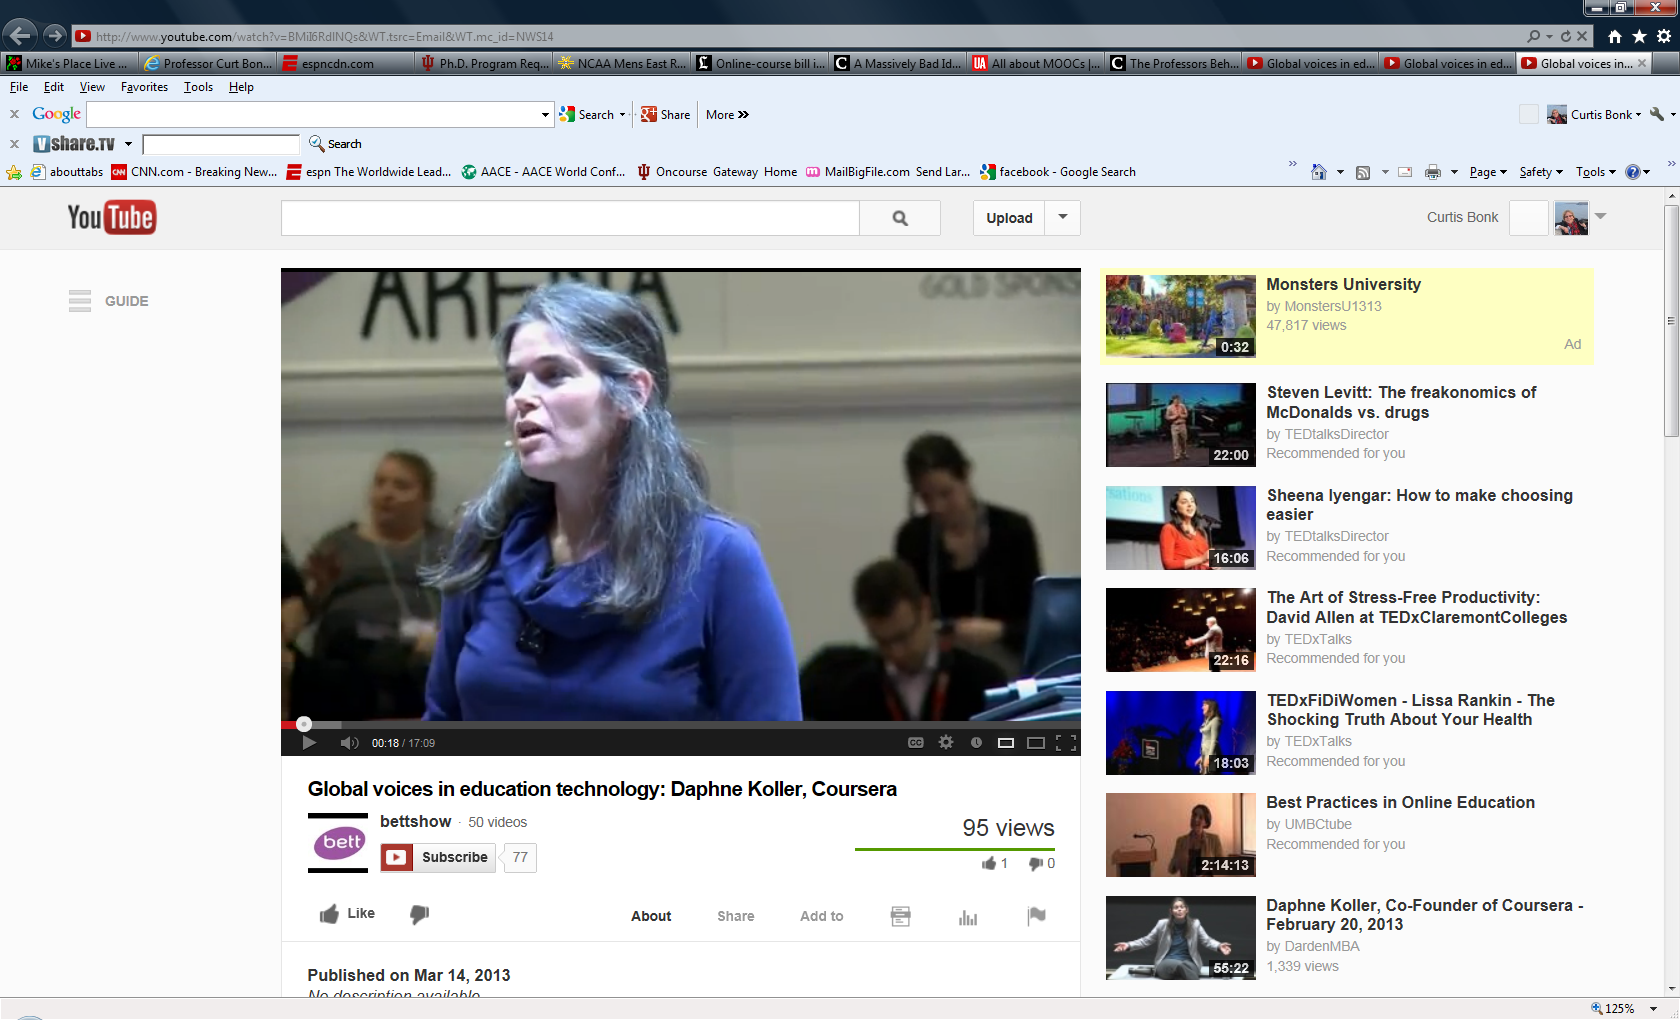 http://www.youtube.com/watch?v=BMiI6RdINQs&WT.tsrc=Email&WT.mc_id=NWS14
Mike's Place Live ...
Professor Curt Bon...
espncdn.com
Ph.D. Program Req...
NCAA Mens East R...
Online-course bill i...
A Massively Bad Id...
All about MOOCs |...
The Professors Beh...
Global voices in ed...
Global voices in ed...
Global voices in...
File Edit View Favorites Tools Help
x Google Search Share More »
Curtis Bonk
x Vshare.tv Search
abouttabs
CNN.com - Breaking New...
espn The Worldwide Lead...
AACE - AACE World Conf...
Oncourse Gateway Home
MailBigFile.com Send Lar...
facebook - Google Search
Page Safety Tools
YouTube
Upload
Curtis Bonk
GUIDE
ARENA
GOLD SPONS
00:18 / 17:09
CC
Global voices in education technology: Daphne Koller, Coursera
bett
bettshow · 50 videos
Subscribe 77
95 views
1 0
Like
About Share Add to
Published on Mar 14, 2013
No description available.
Monsters University
by MonstersU1313
47,817 views
Ad
0:32
Steven Levitt: The freakonomics of
McDonalds vs. drugs
by TEDtalksDirector
Recommended for you
22:00
Sheena Iyengar: How to make choosing
easier
by TEDtalksDirector
Recommended for you
16:06
The Art of Stress-Free Productivity:
David Allen at TEDxClaremontColleges
by TEDxTalks
Recommended for you
22:16
TEDxFiDiWomen - Lissa Rankin - The
Shocking Truth About Your Health
by TEDxTalks
Recommended for you
18:03
Best Practices in Online Education
by UMBCtube
Recommended for you
2:14:13
Daphne Koller, Co-Founder of Coursera -
February 20, 2013
by DardenMBA
1,339 views
55:22
125%